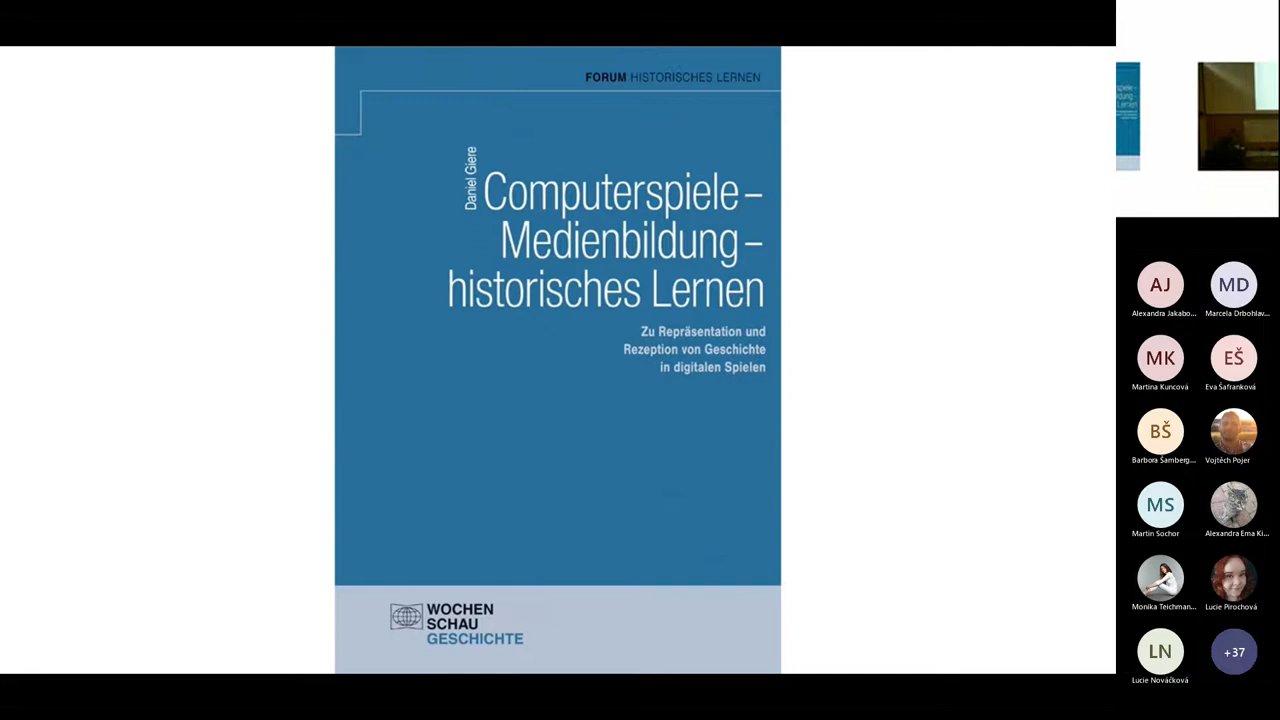 FORUM HISTORISCHES LERNEN
Daniel Giere
Computerspiele –
Medienbildung –
historisches Lernen
Zu Repräsentation und
Rezeption von Geschichte
in digitalen Spielen
WOCHEN
SCHAU
GESCHICHTE
AJ
MD
Alexandra Jakabo...
Marcela Drbohlav...
MK
EŠ
Martina Kuncová
Eva Šafranková
BŠ
Barbora Šamberg...
Vojtěch Pojer
MS
Martin Sochor
Alexandra Ema Ki...
Monika Teichman...
Lucie Pirochová
LN
+37
Lucie Nováčková